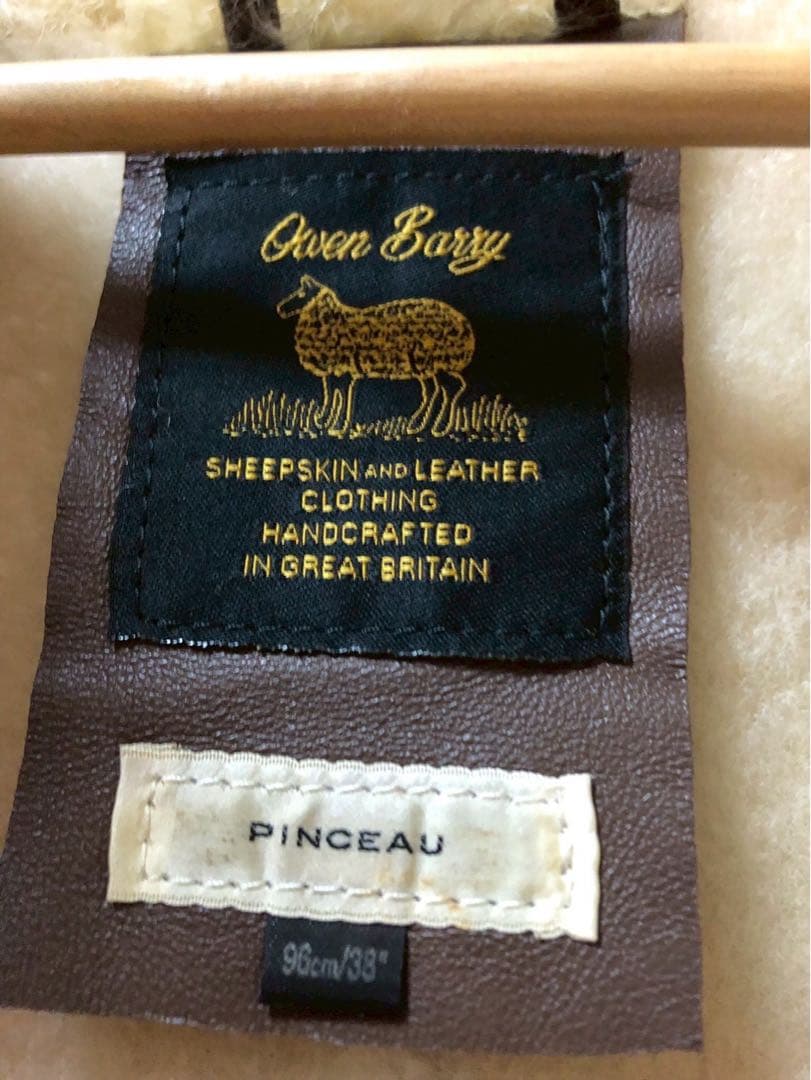 Owen Barry
SHEEPSKIN AND LEATHER
CLOTHING
HANDCRAFTED
IN GREAT BRITAIN
PINCEAU
96cm/38"